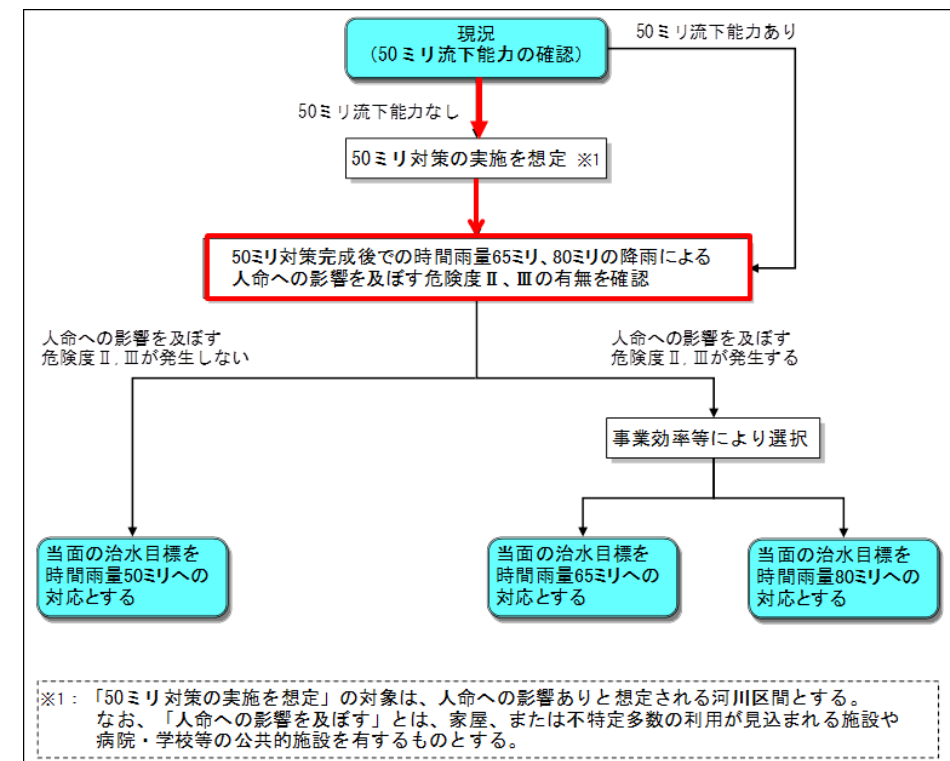 現況
(50ミリ流下能力の確認)
50ミリ流下能力あり
50ミリ流下能力なし
50ミリ対策の実施を想定 ※1
50ミリ対策完成後での時間雨量65ミリ、80ミリの降雨による
人命への影響を及ぼす危険度Ⅱ、Ⅲの有無を確認
人命への影響を及ぼす
危険度Ⅱ,Ⅲが発生しない
人命への影響を及ぼす
危険度Ⅱ,Ⅲが発生する
事業効率等により選択
当面の治水目標を
時間雨量50ミリへの
対応とする
当面の治水目標を
時間雨量65ミリへの
対応とする
当面の治水目標を
時間雨量80ミリへの
対応とする
※1:「50ミリ対策の実施を想定」の対象は、人命への影響ありと想定される河川区間とする。
なお、「人命への影響を及ぼす」とは、家屋、または不特定多数の利用が見込まれる施設や
病院・学校等の公共的施設を有するものとする。